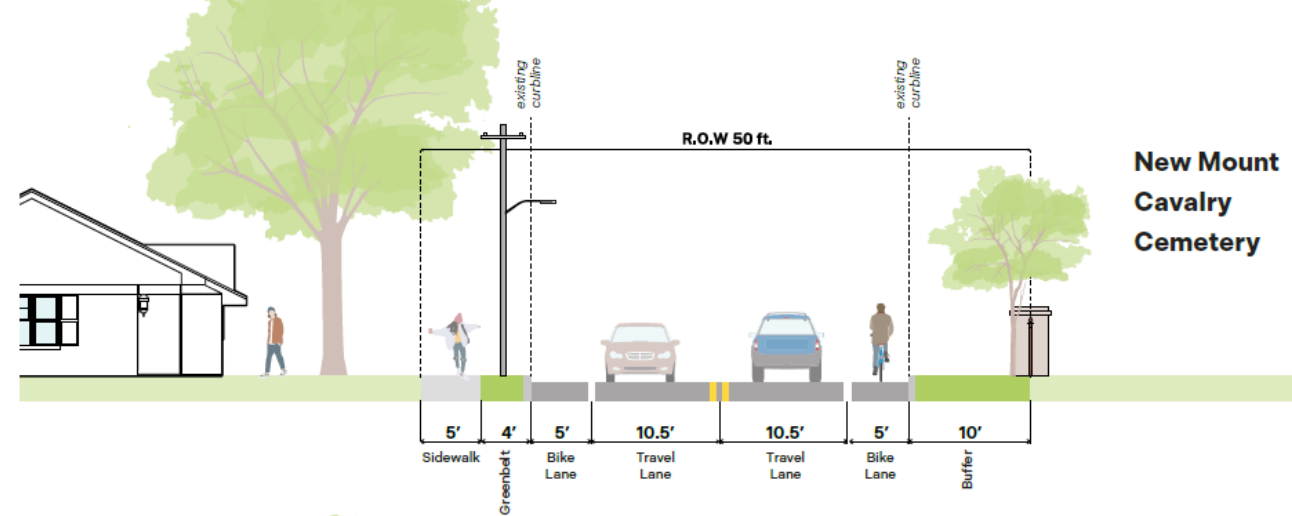 existing
curbline
existing
curbline
R.O.W 50 ft.
New Mount
Cavalry
Cemetery
5’
4’
5’
10.5’
10.5’
5’
10’
Sidewalk
Greenbelt
Bike
Lane
Travel
Lane
Travel
Lane
Bike
Lane
Buffer